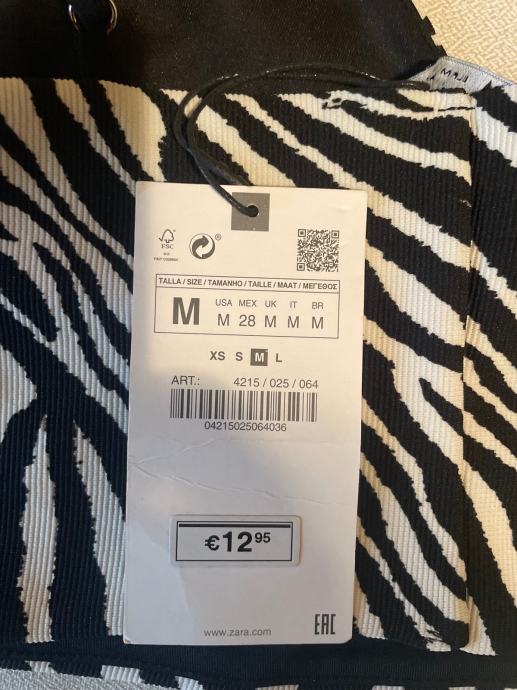 FSC
®
TALLA / SIZE / TAMANHO / TAILLE / MAAT / ΜΕΓΕΘΟΣ
M
USA MEX UK IT BR
M 28 M M M
XS S M L
ART.: 4215 / 025 / 064
04215025064036
€12 95
www.zara.com
EAC